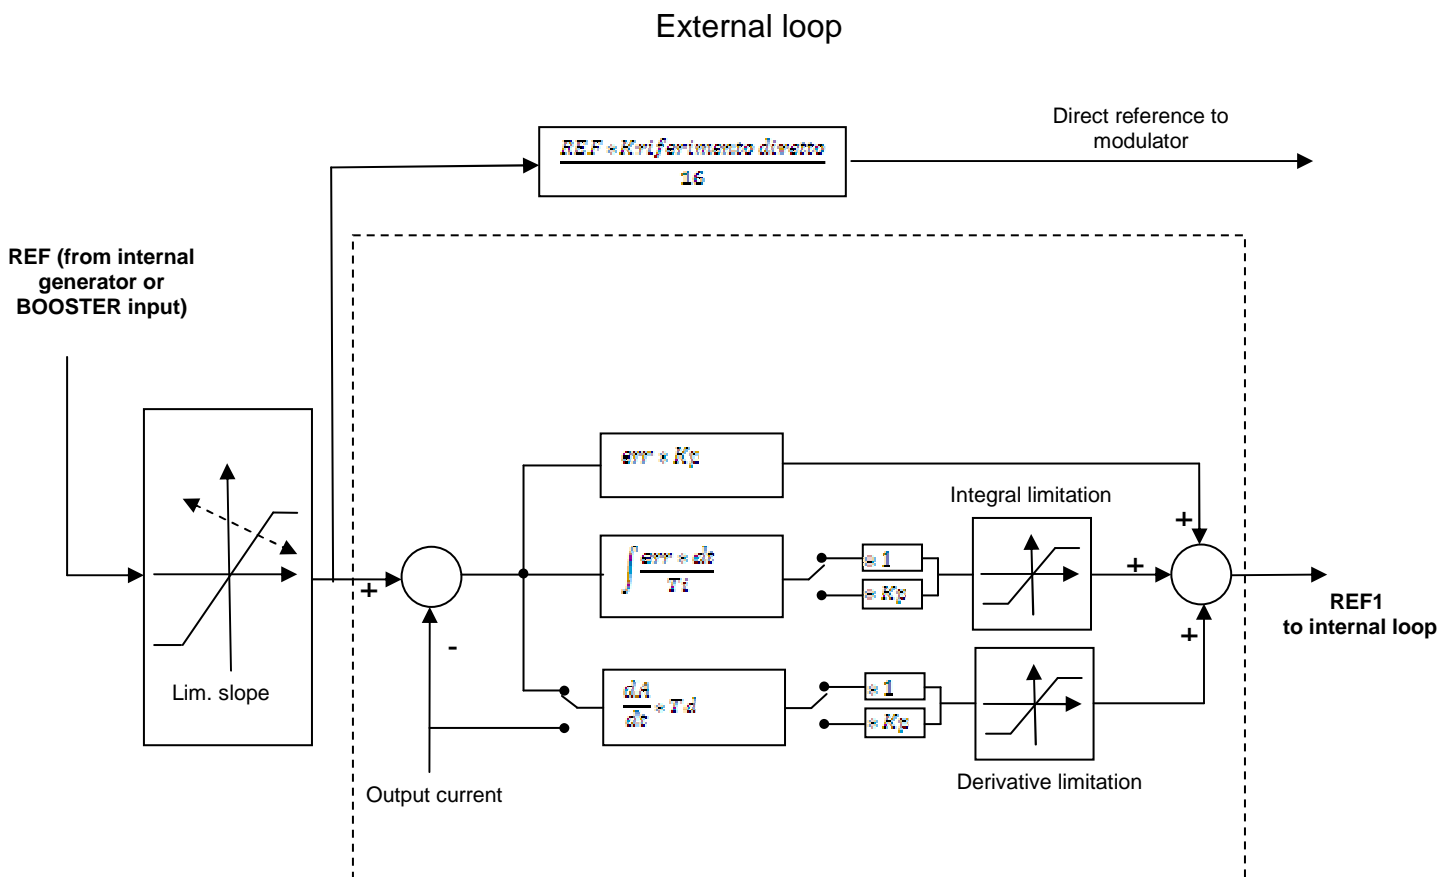 External loop
Direct reference to
modulator
REF * Kriferimento diretto
16
REF (from internal
generator or
BOOSTER input)
err * Kp
Integral limitation
∫ err * dt
Ti
* 1
* Kp
+
+
+
+
-
REF1
to internal loop
Lim. slope
dA
dt
* Td
* 1
* Kp
Output current
Derivative limitation